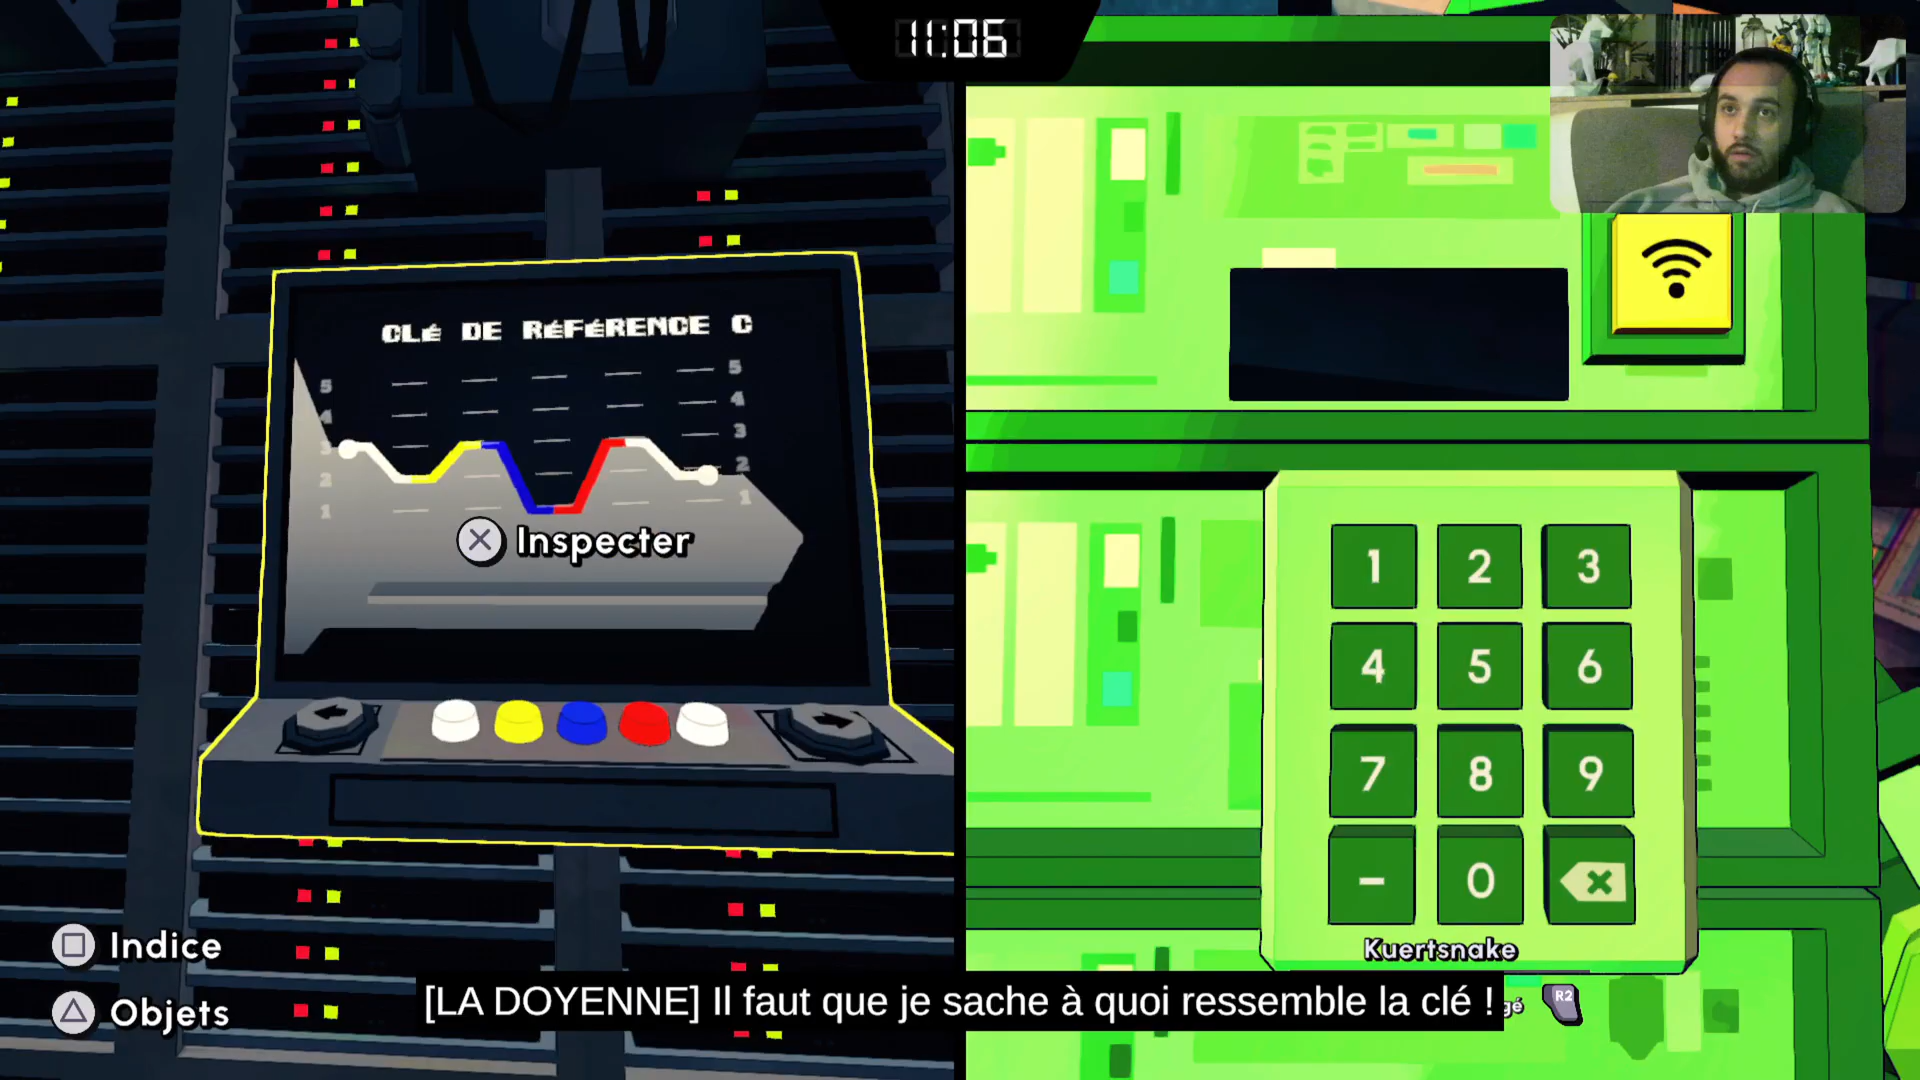 11:06
CLÉ DE RÉFÉRENCE C
5 5
4 4
3 3
2 2
1 1
Inspecter
1 2 3
4 5 6
7 8 9
- 0
Kuertsnake
Indice
Objets
[LA DOYENNE] Il faut que je sache à quoi ressemble la clé !
gé
R2